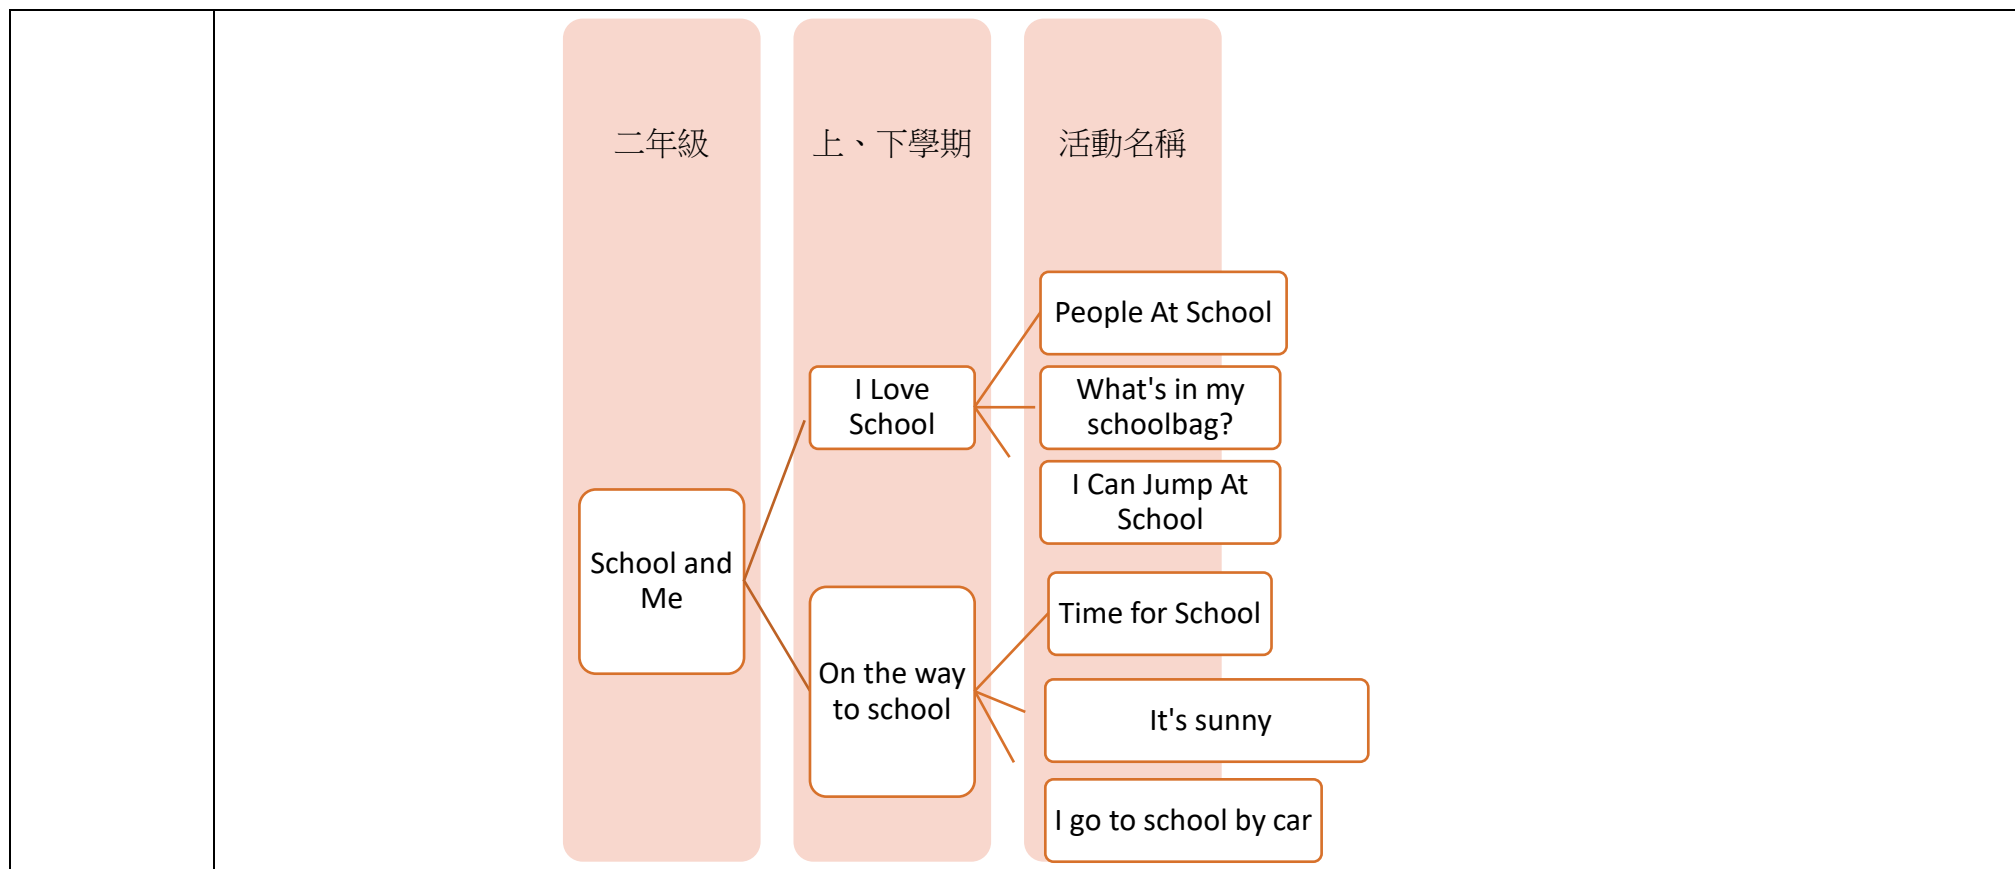 二年級
上、下學期
活動名稱
People At School
I Love
School
What's in my
schoolbag?
I Can Jump At
School
School and
Me
Time for School
On the way
to school
It's sunny
I go to school by car